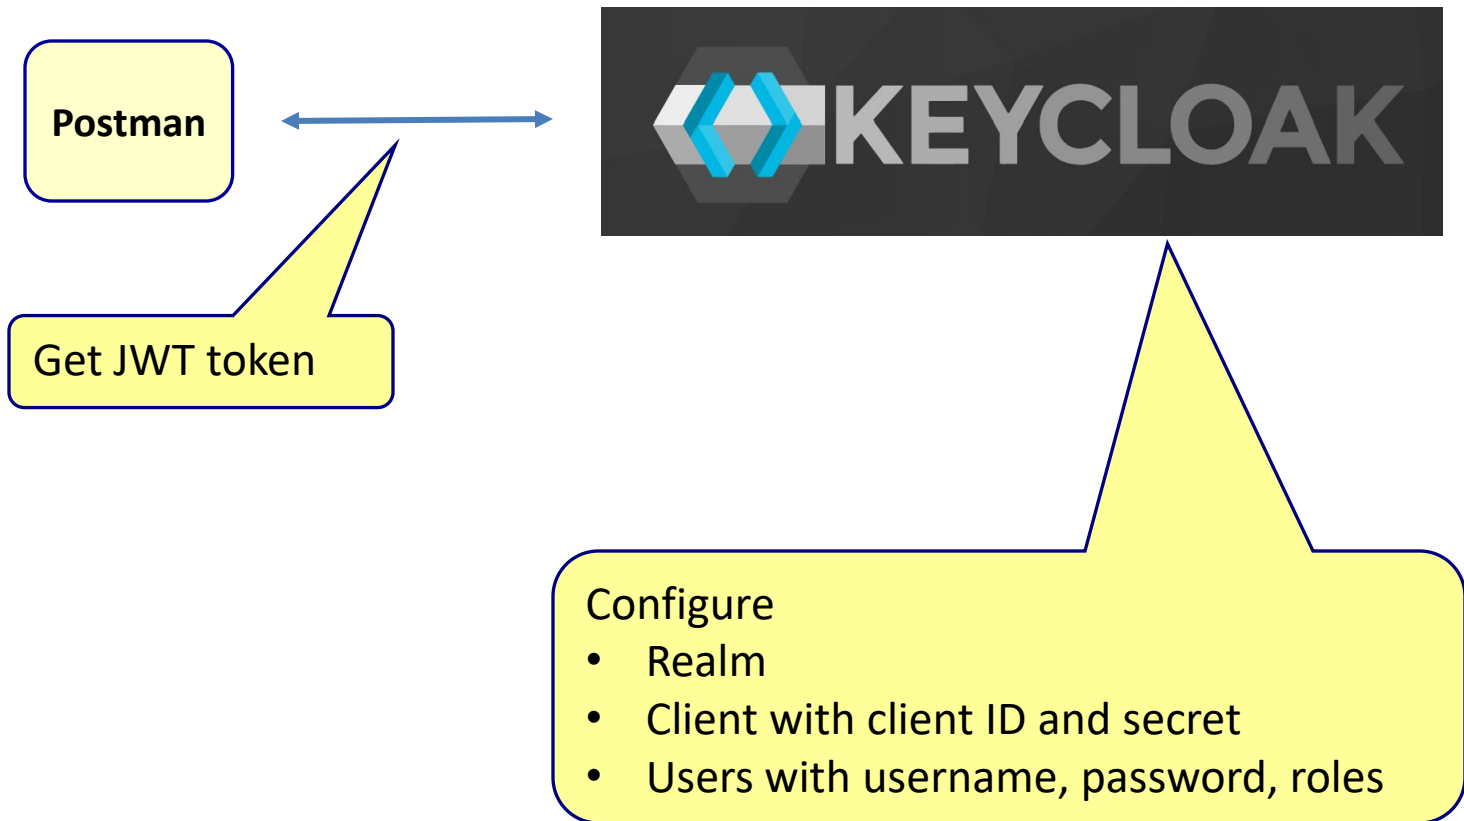 Postman
KEYCLOAK
Get JWT token
Configure
• Realm
• Client with client ID and secret
• Users with username, password, roles